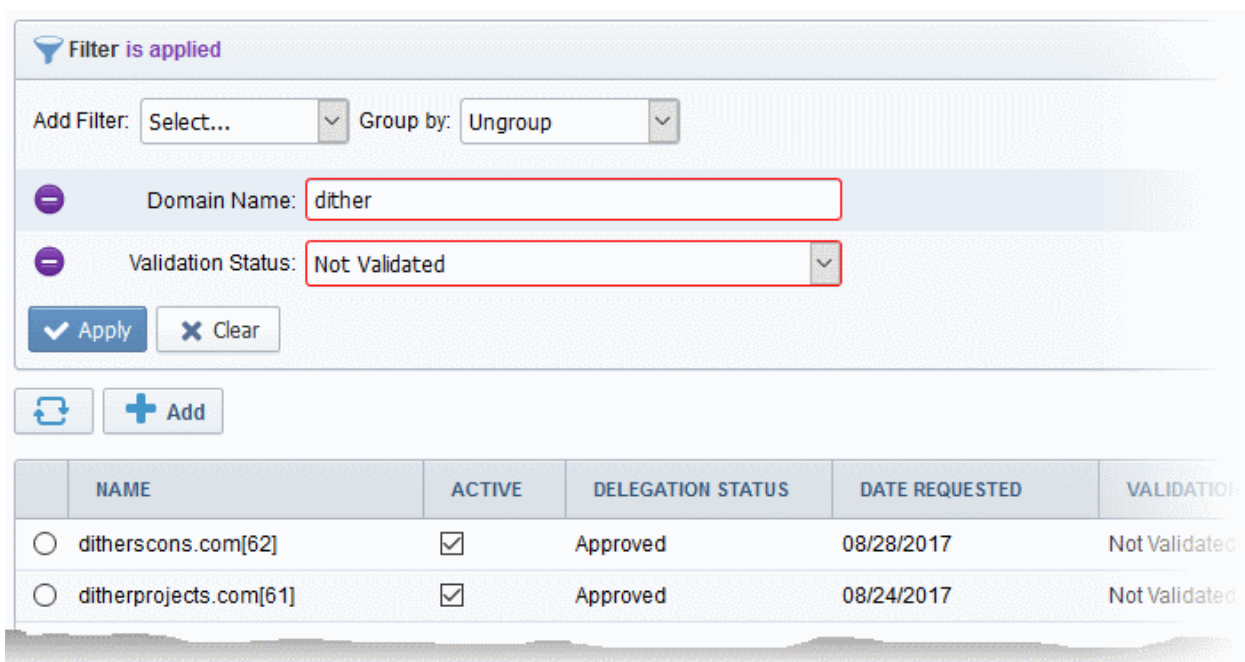 Filter is applied
Add Filter: Select... Group by: Ungroup
Domain Name: dither
Validation Status: Not Validated
Apply Clear
Add
NAME ACTIVE DELEGATION STATUS DATE REQUESTED
ditherscons.com[62] Approved 08/28/2017 Not Validated
ditherprojects.com[61] Approved 08/24/2017 Not Validated